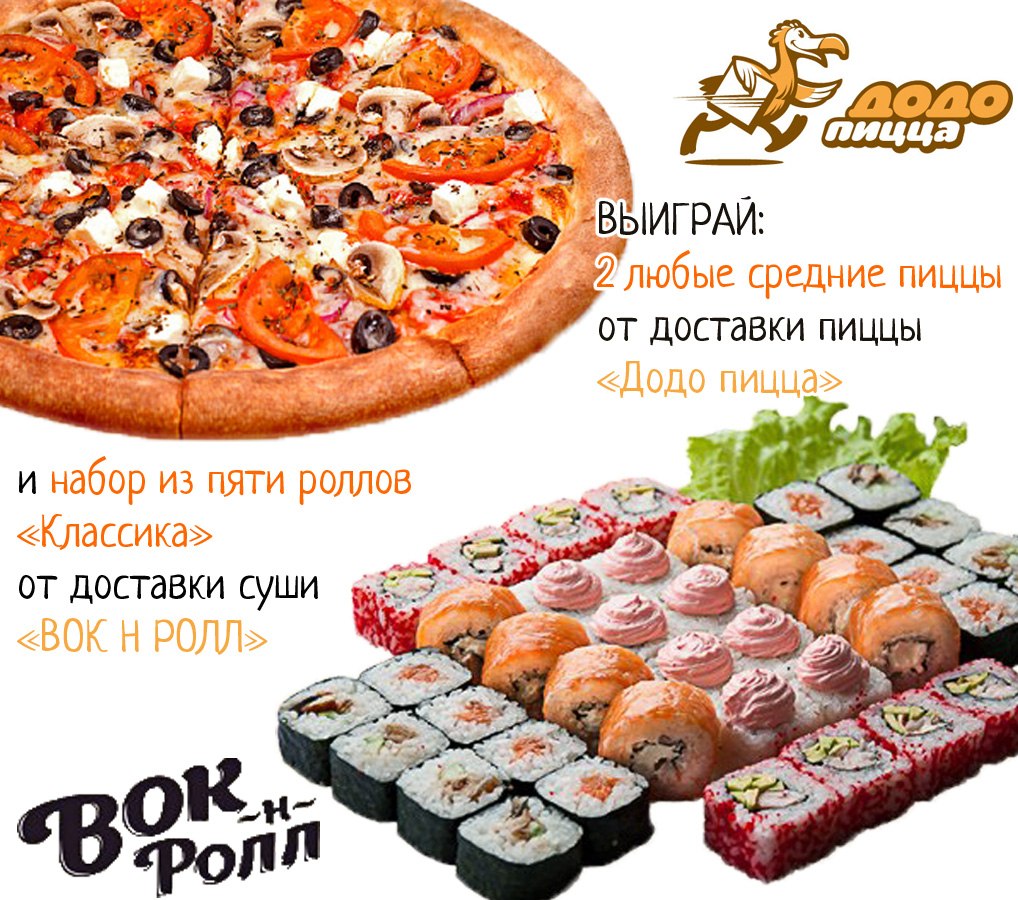 ДОДО
пицца
ВЫИГРАЙ:
2 любые средние пиццы
от доставки пиццы
«Додо пицца»
и набор из пяти роллов
«Классика»
от доставки суши
«ВОК Н РОЛЛ»
Вок
-н-
Ролл